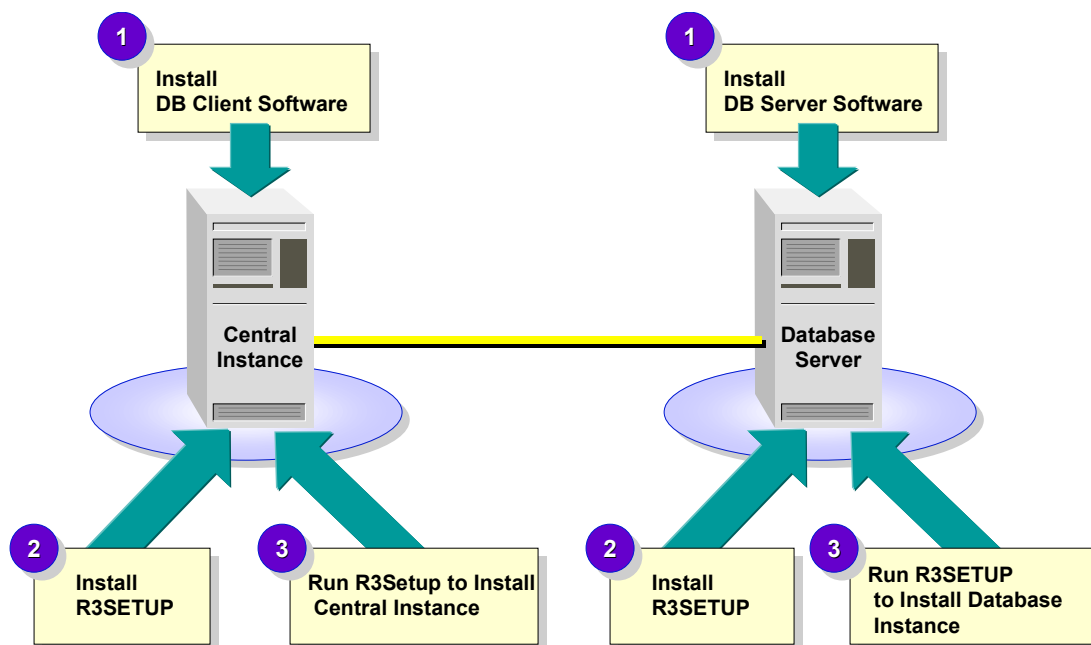 1
Install
DB Client Software
1
Install
DB Server Software
Central
Instance
Database
Server
2
Install
R3SETUP
3
Run R3Setup to Install
Central Instance
2
Install
R3SETUP
3
Run R3SETUP
to Install Database
Instance